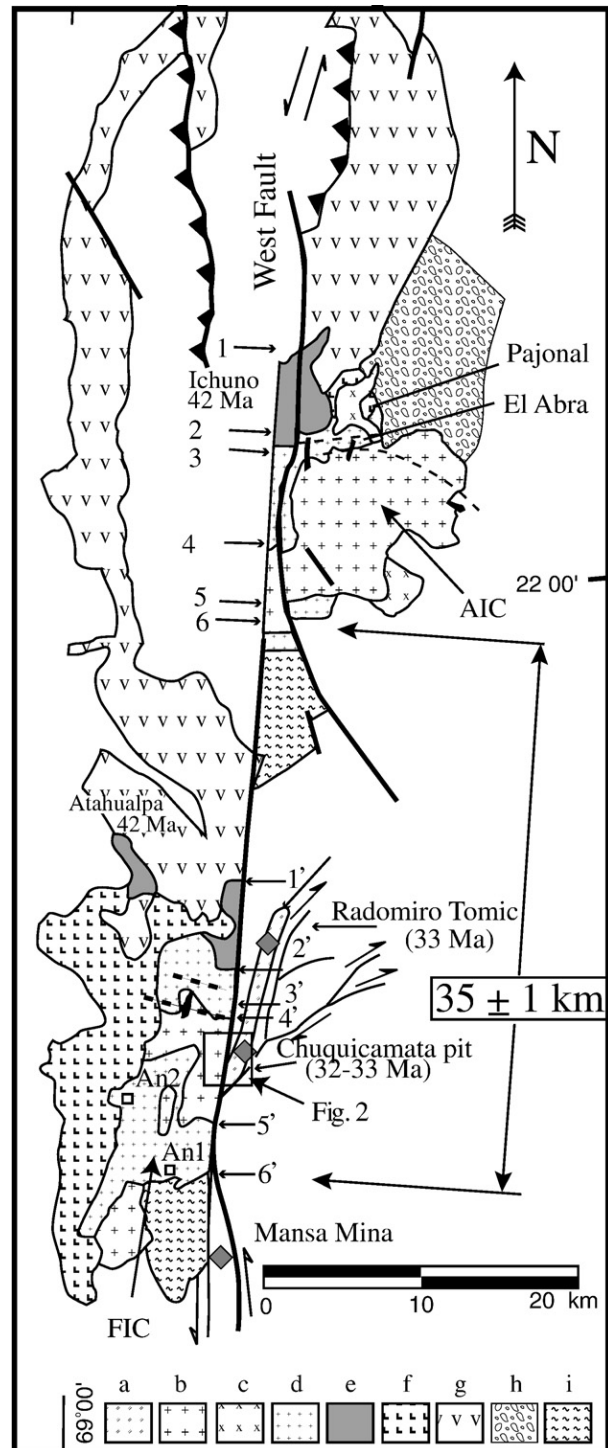 West Fault
N
1
Ichuno
42 Ma
Pajonal
El Abra
2
3
4
22 00'
5
AIC
6
Atahualpa
42 Ma
1'
Radomiro Tomic
(33 Ma)
2'
3'
35 ± 1 km
4'
Chuquicamata pit
(32-33 Ma)
An2
Fig. 2
5'
An1
6'
Mansa Mina
FIC
0 10 20 km
69°00'
a b c d e f g h i